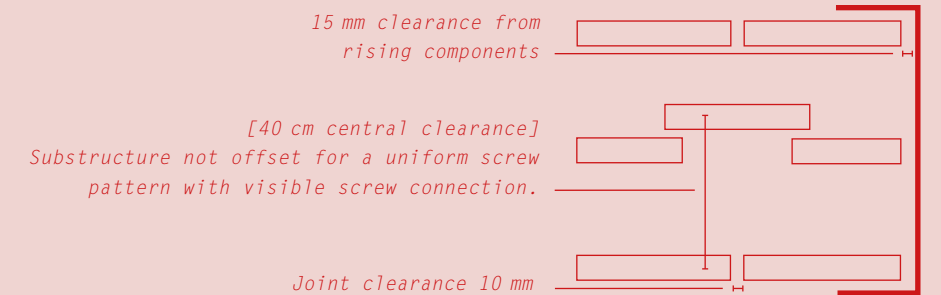 15 mm clearance from
rising components
[40 cm central clearance]
Substructure not offset for a uniform screw
pattern with visible screw connection.
Joint clearance 10 mm